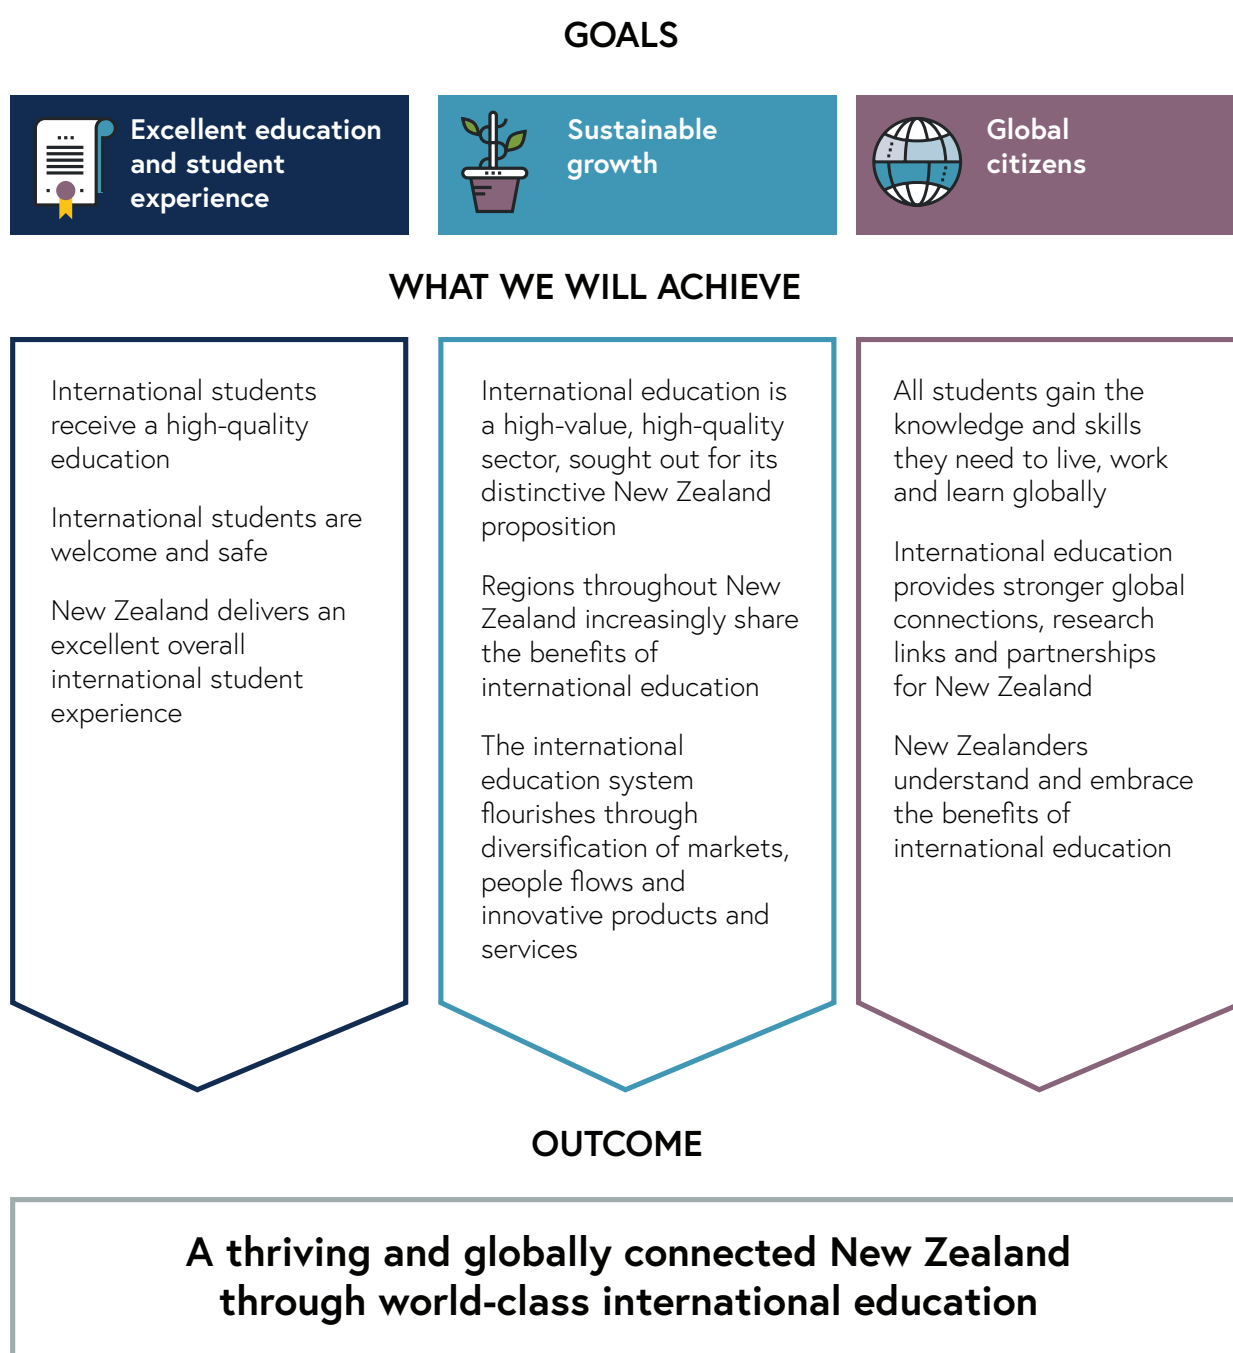 GOALS
Excellent education
and student
experience
Sustainable
growth
Global
citizens
WHAT WE WILL ACHIEVE
International students
receive a high-quality
education
International students are
welcome and safe
New Zealand delivers an
excellent overall
international student
experience
International education is
a high-value, high-quality
sector, sought out for its
distinctive New Zealand
proposition
Regions throughout New
Zealand increasingly share
the benefits of
international education
The international
education system
flourishes through
diversification of markets,
people flows and
innovative products and
services
All students gain the
knowledge and skills
they need to live, work
and learn globally
International education
provides stronger global
connections, research
links and partnerships
for New Zealand
New Zealanders
understand and embrace
the benefits of
international education
OUTCOME
A thriving and globally connected New Zealand
through world-class international education